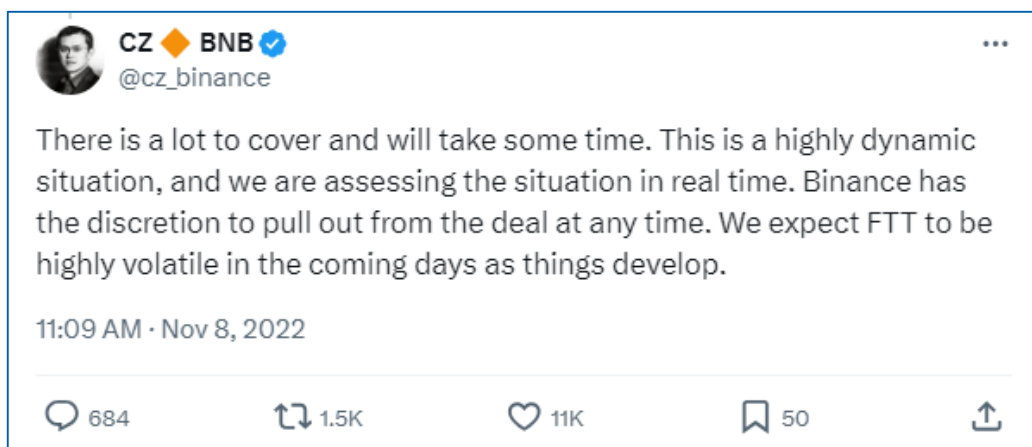 CZ 🔶 BNB
@cz_binance
There is a lot to cover and will take some time. This is a highly dynamic
situation, and we are assessing the situation in real time. Binance has
the discretion to pull out from the deal at any time. We expect FTT to be
highly volatile in the coming days as things develop.
11:09 AM · Nov 8, 2022
684 1.5K 11K 50